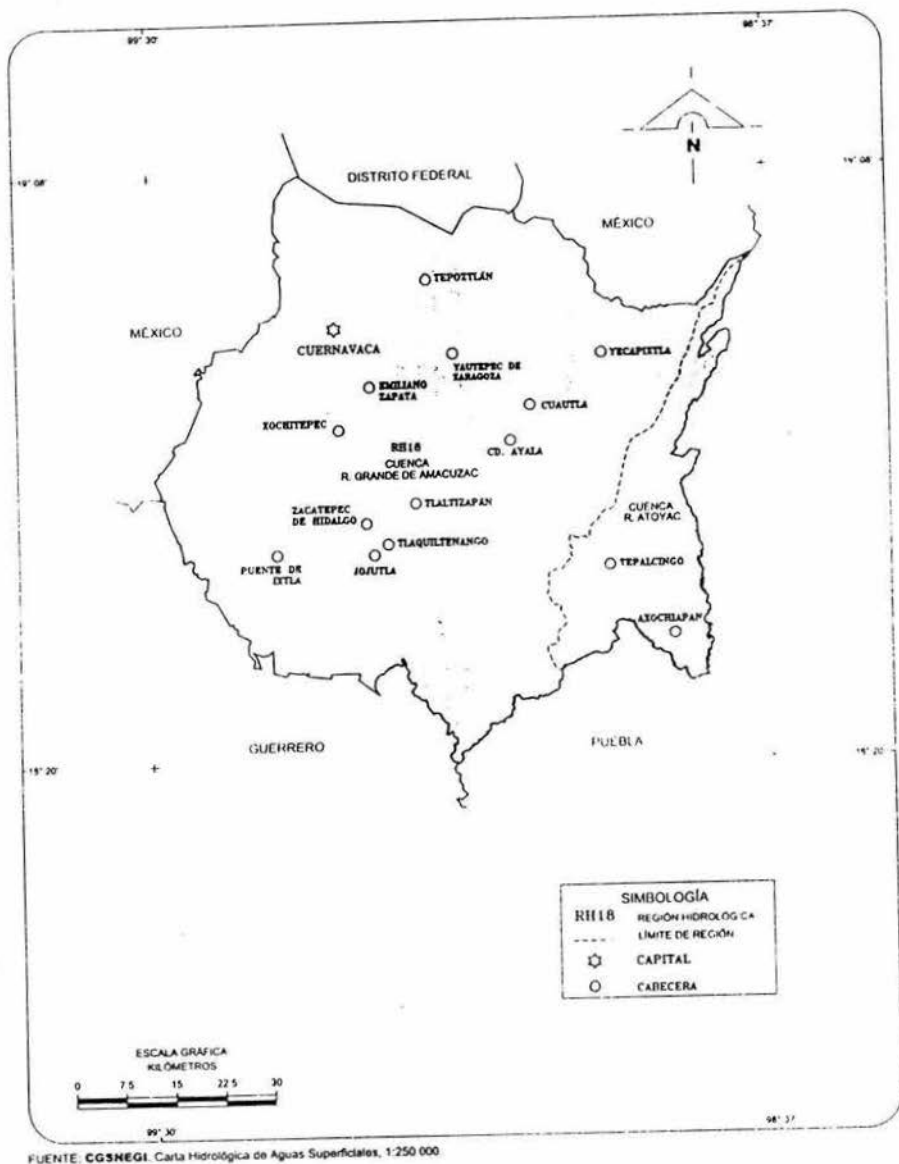 99° 30'
98° 37'
N
19° 08'
19° 08'
DISTRITO FEDERAL
MÉXICO
TEPOZTLÁN
MÉXICO
CUERNAVACA
YAUTEPEC DE
ZARAGOZA
YECAPIXTLA
EMILIANO
ZAPATA
CUAUTLA
XOCHITEPEC
RH18
CUENCA
R. GRANDE DE AMACUZAC
CD. AYALA
ZACATEPEC
DE HIDALGO
TLALTIZAPÁN
CUENCA
R. ATOYAC
TLAQUILTENANGO
PUENTE DE
IXTLA
JOJUTLA
TEPALCINGO
AXOCHIAPAN
GUERRERO
PUEBLA
18° 20'
18° 20'
SIMBOLOGÍA
RH18 REGIÓN HIDROLÓGICA
LÍMITE DE REGIÓN
CAPITAL
CABECERA
ESCALA GRÁFICA
KILÓMETROS
0 7.5 15 22.5 30
99° 30'
98° 37'
FUENTE: CGSNEGI. Carta Hidrológica de Aguas Superficiales, 1:250 000.